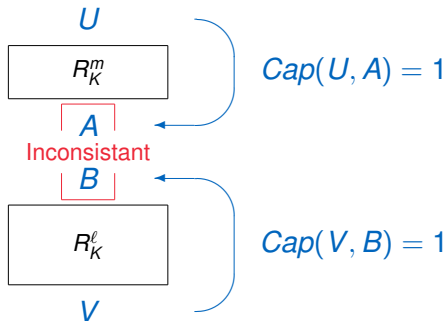 U
R_K^m
Cap(U, A) = 1
A
Inconsistant
B
R_K^ℓ
Cap(V, B) = 1
V